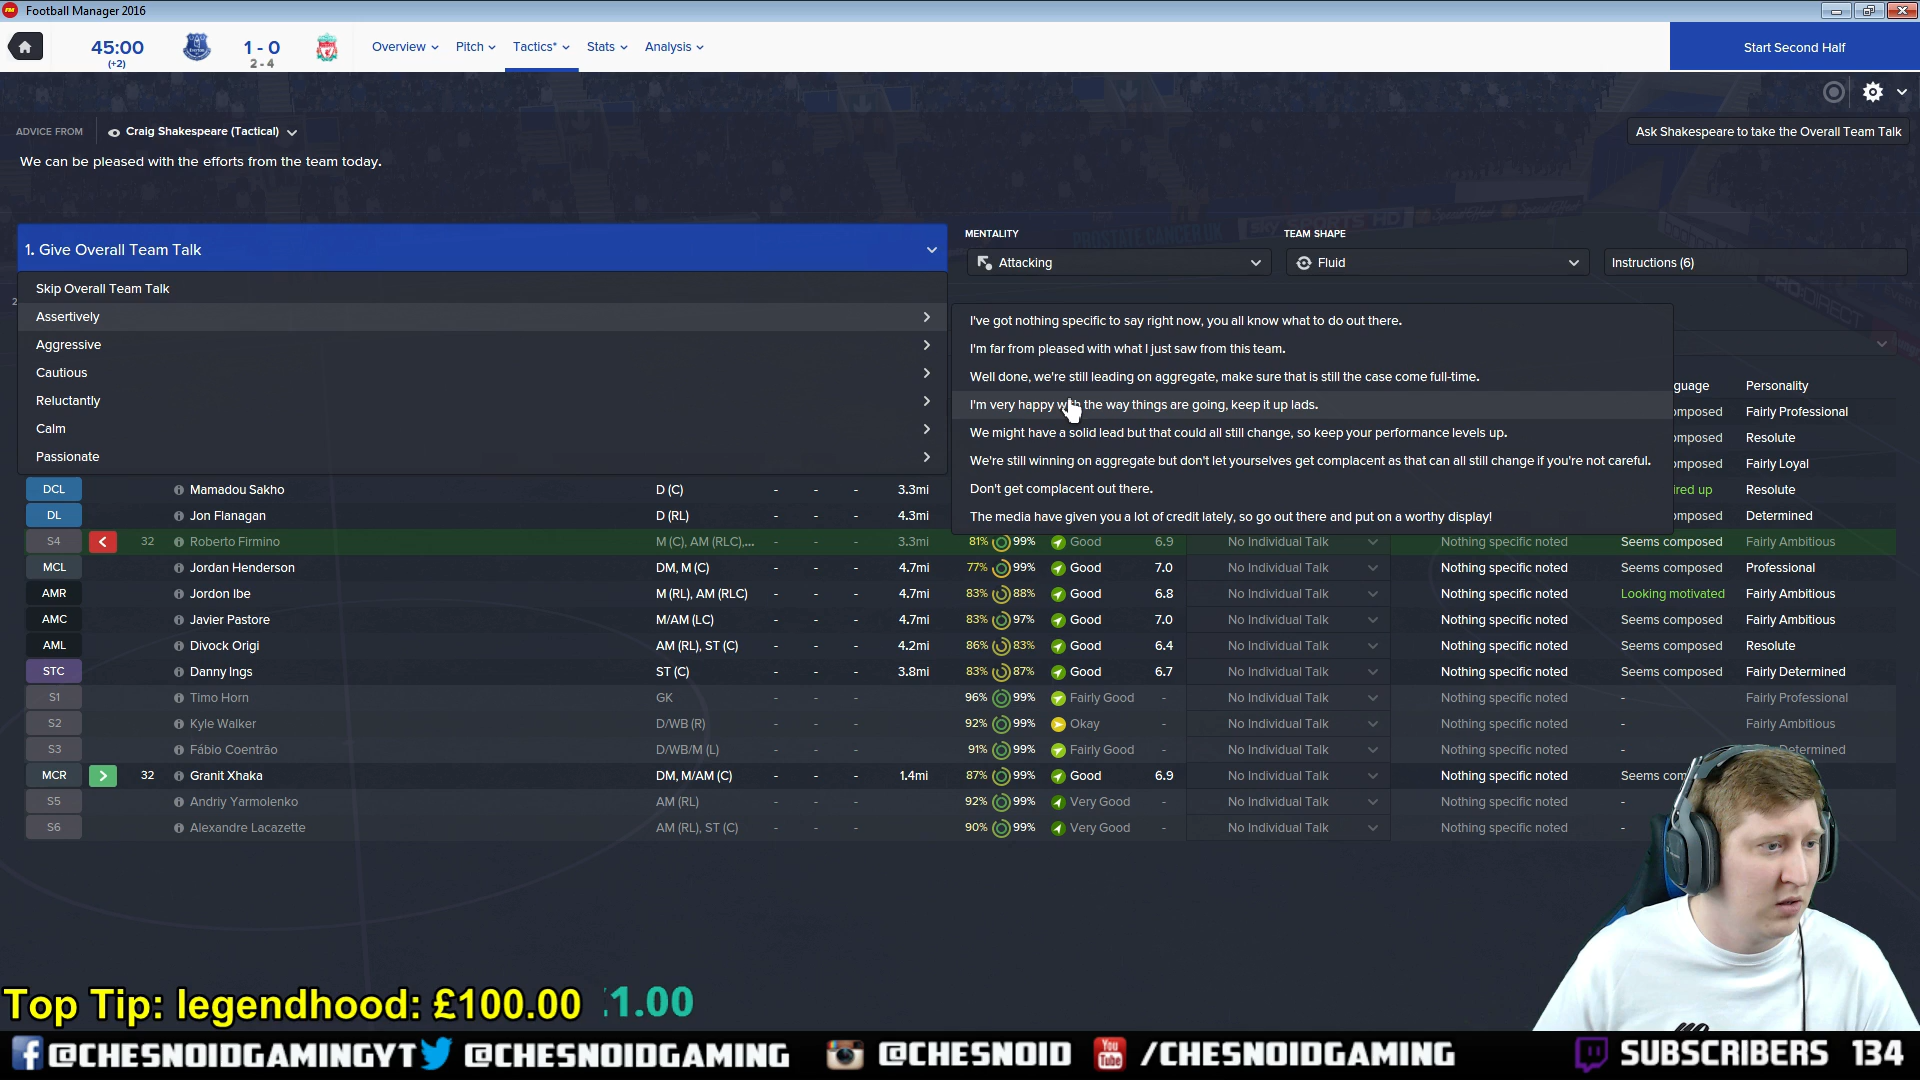 Football Manager 2016
45:00
(+2)
1 - 0
2 - 4
Overview
Pitch
Tactics*
Stats
Analysis
Start Second Half
ADVICE FROM
Craig Shakespeare (Tactical)
Ask Shakespeare to take the Overall Team Talk
We can be pleased with the efforts from the team today.
1. Give Overall Team Talk
MENTALITY
TEAM SHAPE
Attacking
Fluid
Instructions (6)
Skip Overall Team Talk
Assertively
Aggressive
Cautious
Reluctantly
Calm
Passionate
I've got nothing specific to say right now, you all know what to do out there.
I'm far from pleased with what I just saw from this team.
Well done, we're still leading on aggregate, make sure that is still the case come full-time.
I'm very happy with the way things are going, keep it up lads.
We might have a solid lead but that could all still change, so keep your performance levels up.
We're still winning on aggregate but don't let yourselves get complacent as that can all still change if you're not careful.
Don't get complacent out there.
The media have given you a lot of credit lately, so go out there and put on a worthy display!
guage Personality
mposed Fairly Professional
mposed Resolute
mposed Fairly Loyal
DCL Mamadou Sakho D (C) - - - 3.3mi ired up Resolute
DL Jon Flanagan D (RL) - - - 4.3mi mposed Determined
S4 32 Roberto Firmino M (C), AM (RLC),... - - - 3.3mi 81% 99% Good 6.9 No Individual Talk Nothing specific noted Seems composed Fairly Ambitious
MCL Jordan Henderson DM, M (C) - - - 4.7mi 77% 99% Good 7.0 No Individual Talk Nothing specific noted Seems composed Professional
AMR Jordon Ibe M (RL), AM (RLC) - - - 4.7mi 83% 88% Good 6.8 No Individual Talk Nothing specific noted Looking motivated Fairly Ambitious
AMC Javier Pastore M/AM (LC) - - - 4.7mi 83% 97% Good 7.0 No Individual Talk Nothing specific noted Seems composed Fairly Ambitious
AML Divock Origi AM (RL), ST (C) - - - 4.2mi 86% 83% Good 6.4 No Individual Talk Nothing specific noted Seems composed Resolute
STC Danny Ings ST (C) - - - 3.8mi 83% 87% Good 6.7 No Individual Talk Nothing specific noted Seems composed Fairly Determined
S1 Timo Horn GK - - - 96% 99% Fairly Good - No Individual Talk Nothing specific noted - Fairly Professional
S2 Kyle Walker D/WB (R) - - - 92% 99% Okay - No Individual Talk Nothing specific noted - Fairly Ambitious
S3 Fábio Coentrão D/WB/M (L) - - - 91% 99% Fairly Good - No Individual Talk Nothing specific noted - Determined
MCR 32 Granit Xhaka DM, M/AM (C) - - - 1.4mi 87% 99% Good 6.9 No Individual Talk Nothing specific noted Seems com
S5 Andriy Yarmolenko AM (RL) - - - 92% 99% Very Good - No Individual Talk Nothing specific noted -
S6 Alexandre Lacazette AM (RL), ST (C) - - - 90% 99% Very Good - No Individual Talk Nothing specific noted -
Top Tip: legendhood: £100.00 £1.00
@CHESNOIDGAMINGYT @CHESNOIDGAMING @CHESNOID You Tube /CHESNOIDGAMING SUBSCRIBERS 134